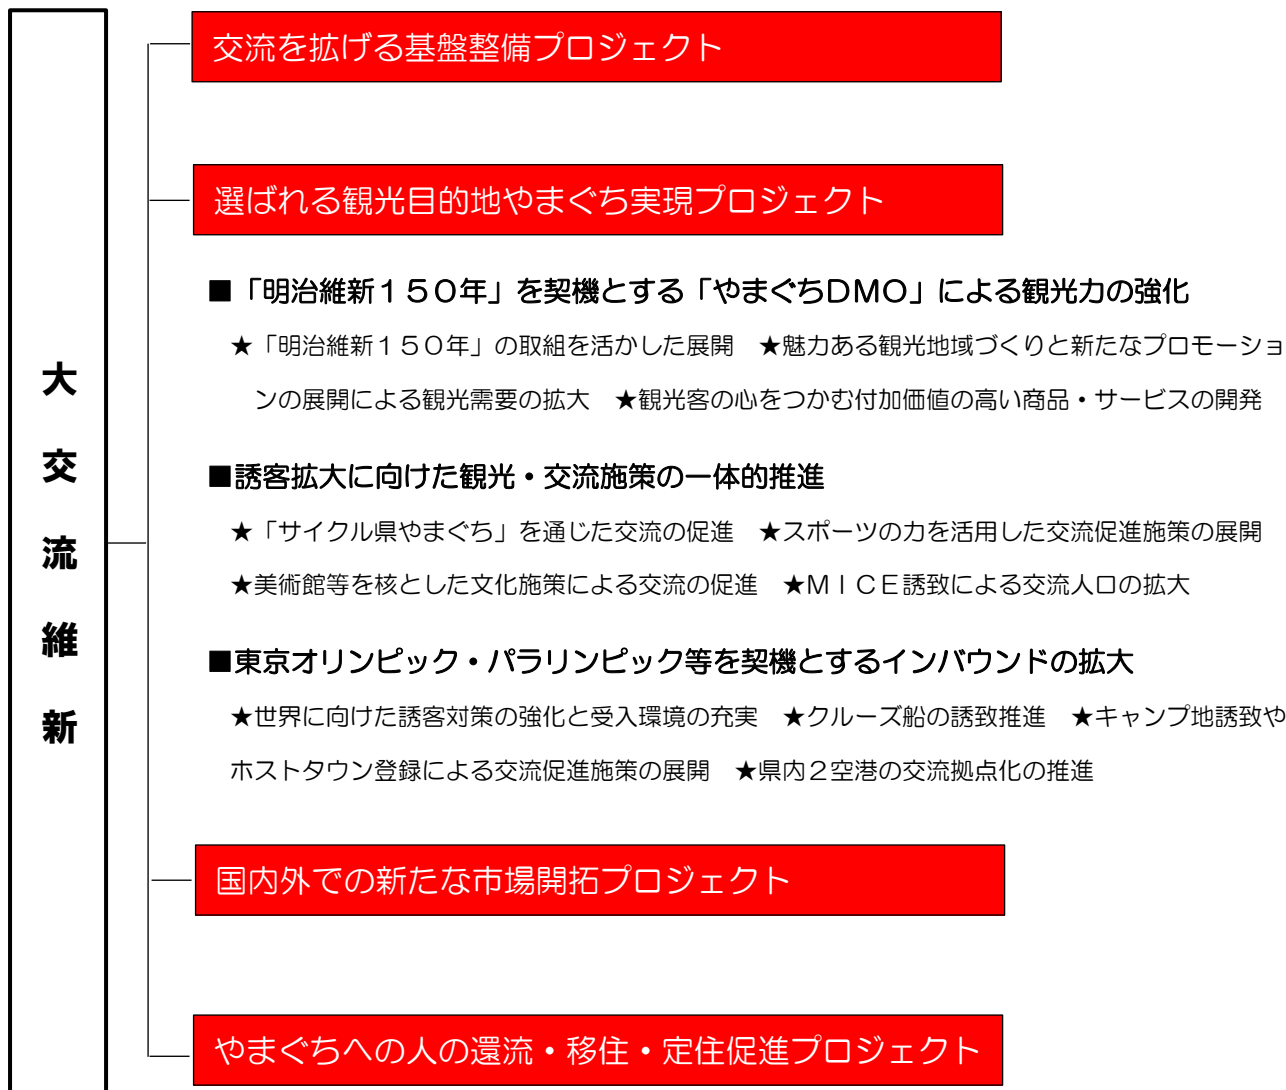 大交流維新
交流を拡げる基盤整備プロジェクト
選ばれる観光目的地やまぐち実現プロジェクト
■「明治維新１５０年」を契機とする「やまぐちＤＭＯ」による観光力の強化
★「明治維新１５０年」の取組を活かした展開　★魅力ある観光地域づくりと新たなプロモーショ
ンの展開による観光需要の拡大　★観光客の心をつかむ付加価値の高い商品・サービスの開発
■誘客拡大に向けた観光・交流施策の一体的推進
★「サイクル県やまぐち」を通じた交流の促進　★スポーツの力を活用した交流促進施策の展開
★美術館等を核とした文化施策による交流の促進　★ＭＩＣＥ誘致による交流人口の拡大
■東京オリンピック・パラリンピック等を契機とするインバウンドの拡大
★世界に向けた誘客対策の強化と受入環境の充実　★クルーズ船の誘致推進　★キャンプ地誘致や
ホストタウン登録による交流促進施策の展開　★県内２空港の交流拠点化の推進
国内外での新たな市場開拓プロジェクト
やまぐちへの人の還流・移住・定住促進プロジェクト